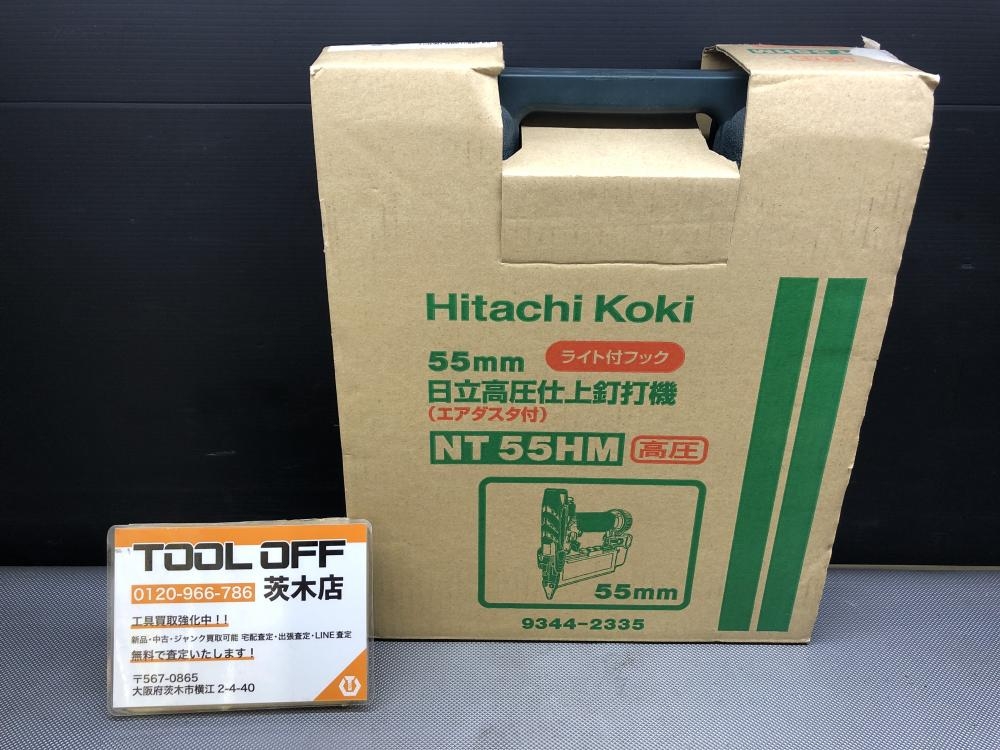 Hitachi Koki
55mm ライト付フック
日立高圧仕上釘打機
(エアダスタ付)
NT 55HM 高圧
55mm
9344-2335
TOOL OFF
0120-966-786 茨木店
工具買取強化中!!
新品・中古・ジャンク買取可能 宅配査定・出張査定・LINE査定
無料で査定いたします!
〒567-0865
大阪府茨木市横江 2-4-40